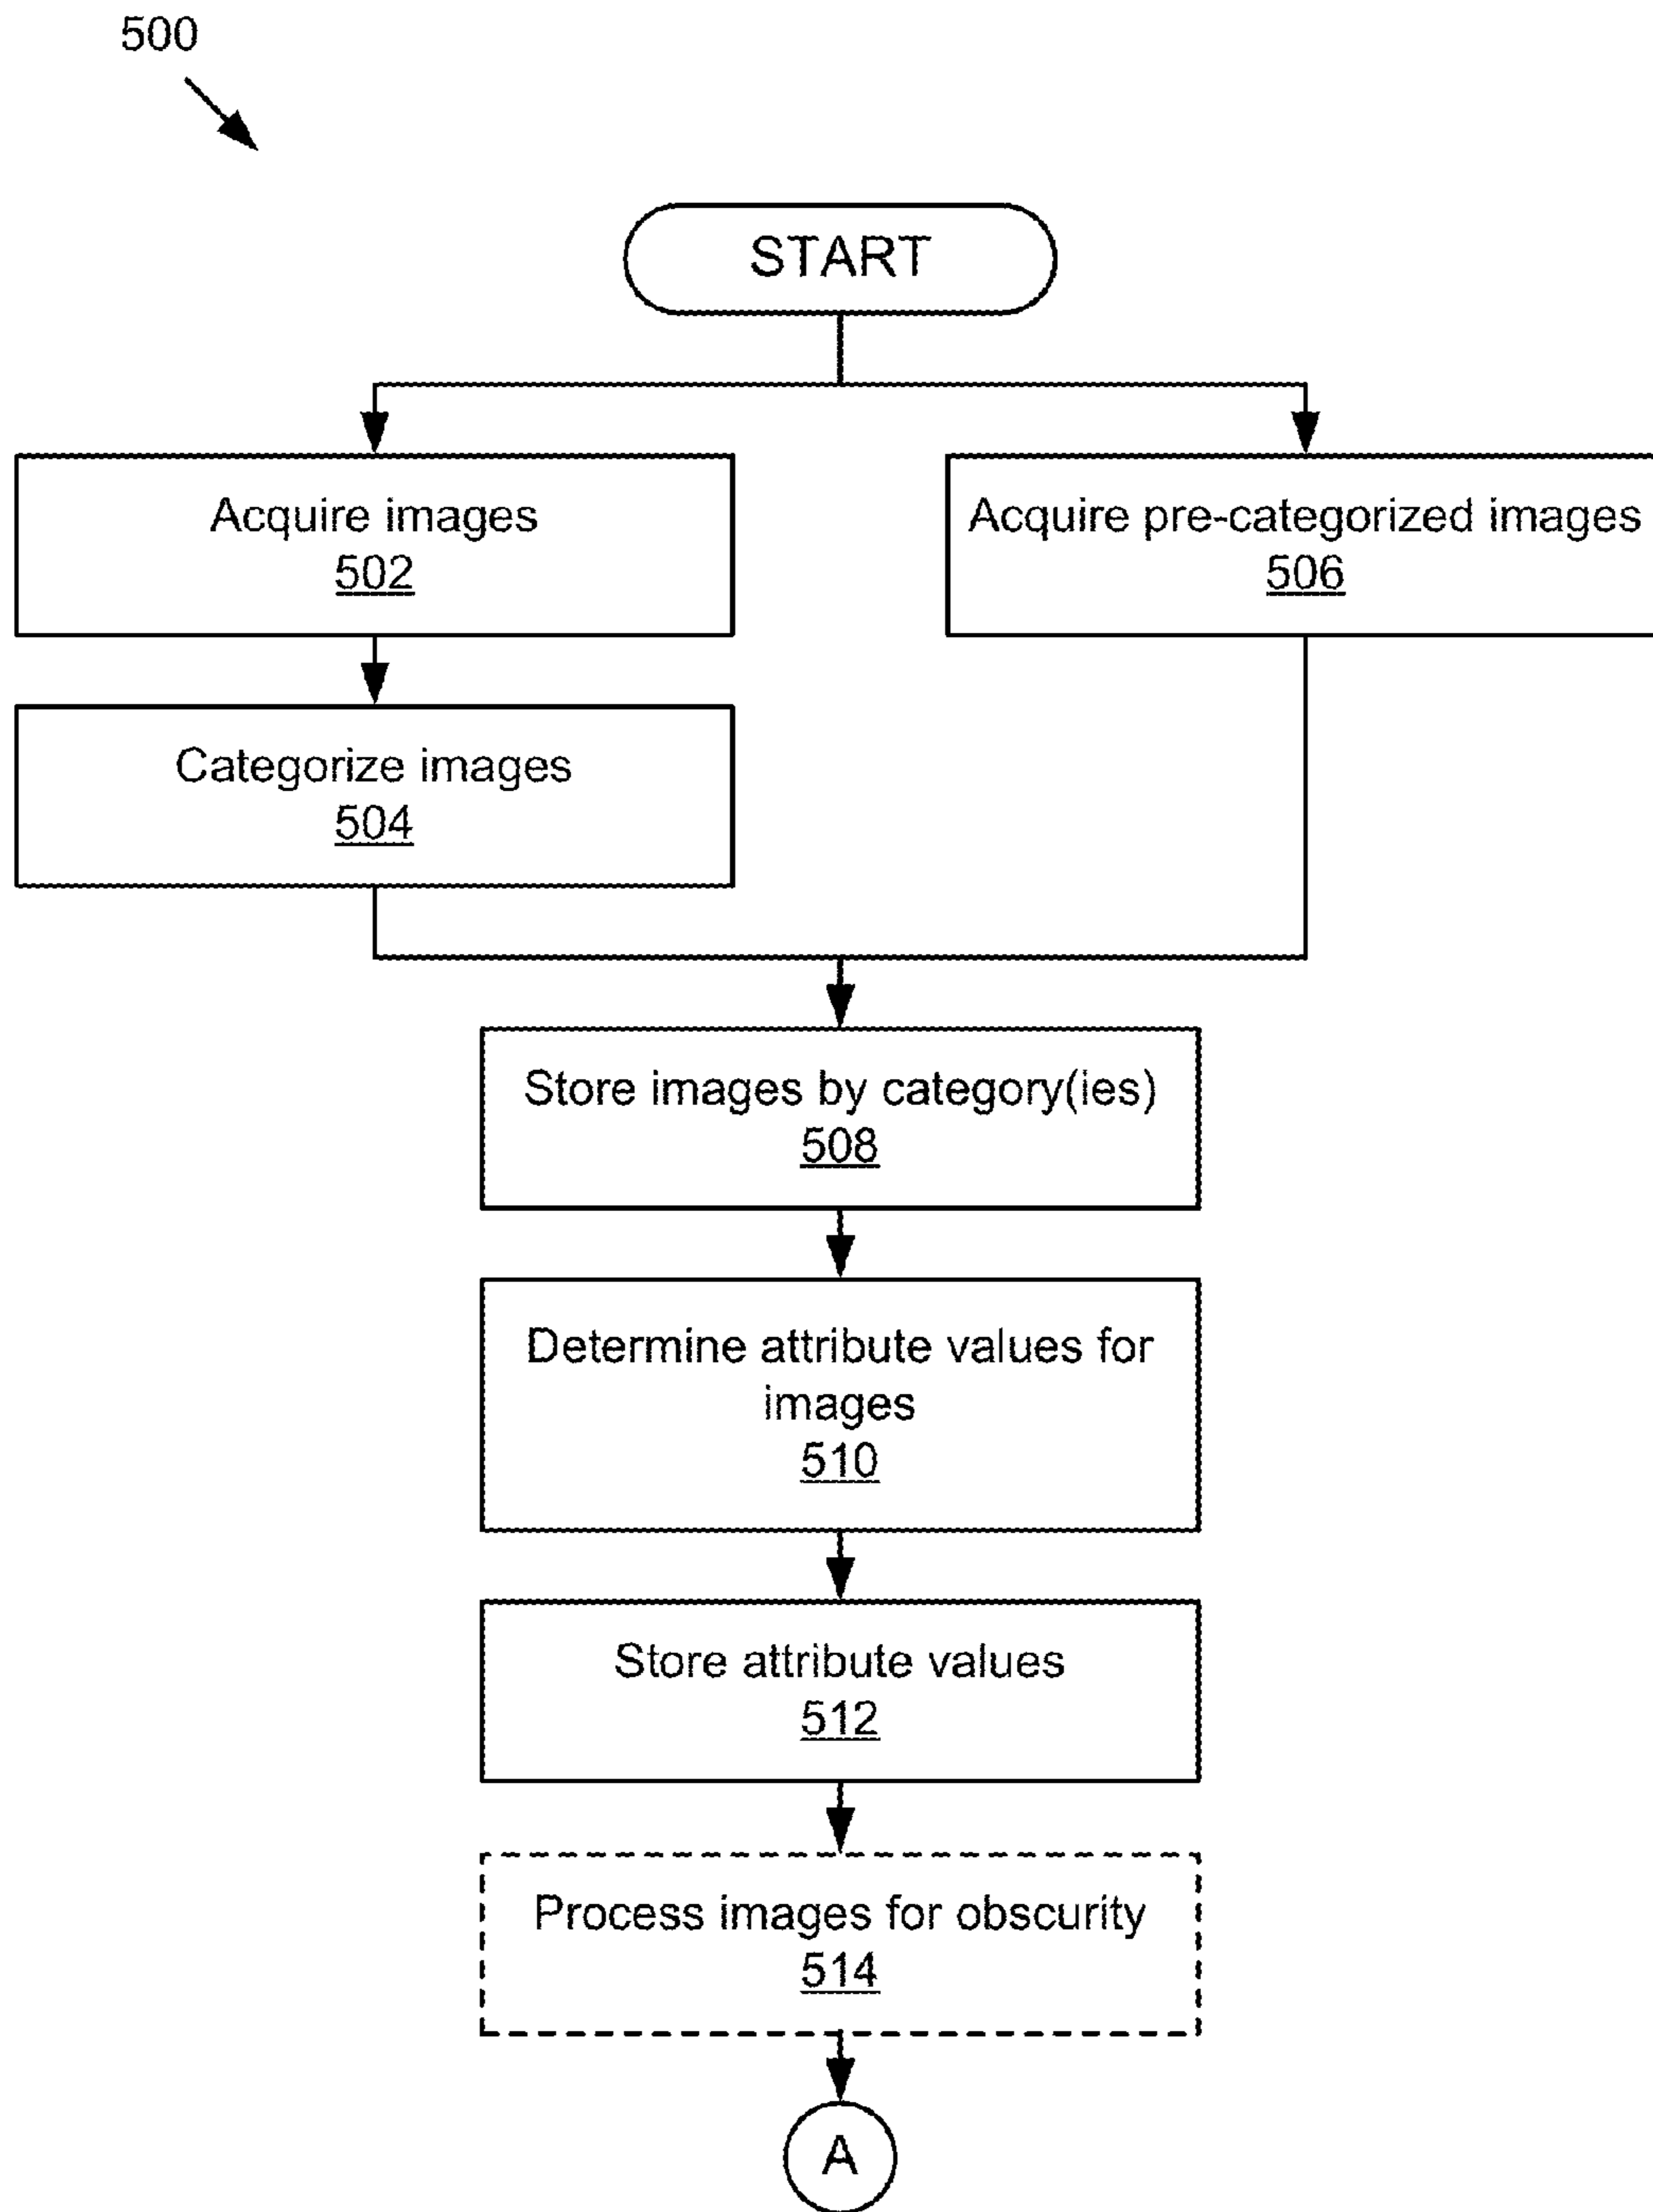 500
START
Acquire images
502
Acquire pre-categorized images
506
Categorize images
504
Store images by category(ies)
508
Determine attribute values for
images
510
Store attribute values
512
Process images for obscurity
514
A